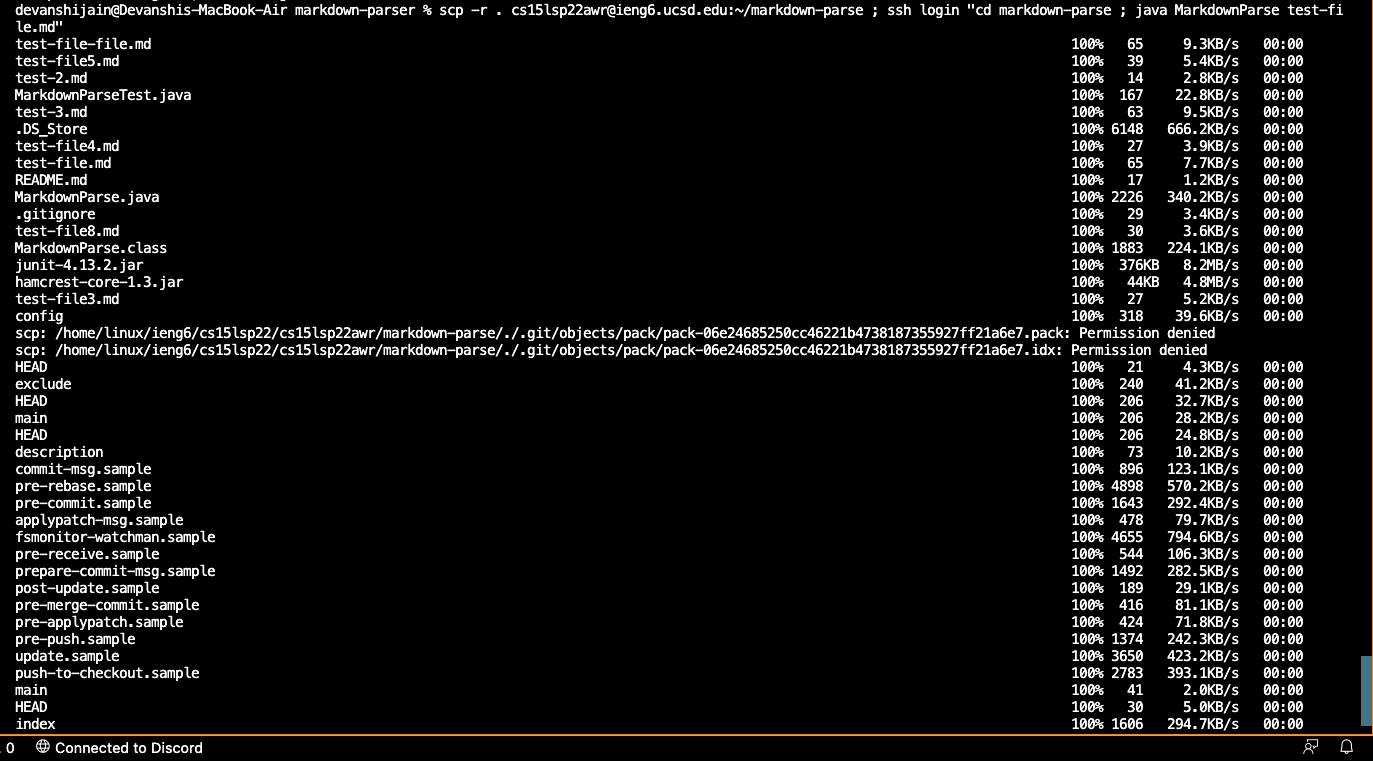 devanshijain@Devanshis-MacBook-Air markdown-parser % scp -r . cs15lsp22awr@ieng6.ucsd.edu:~/markdown-parse ; ssh login "cd markdown-parse ; java MarkdownParse test-fi
le.md"
test-file-file.md 100% 65 9.3KB/s 00:00
test-file5.md 100% 39 5.4KB/s 00:00
test-2.md 100% 14 2.8KB/s 00:00
MarkdownParseTest.java 100% 167 22.8KB/s 00:00
test-3.md 100% 63 9.5KB/s 00:00
.DS_Store 100% 6148 666.2KB/s 00:00
test-file4.md 100% 27 3.9KB/s 00:00
test-file.md 100% 65 7.7KB/s 00:00
README.md 100% 17 1.2KB/s 00:00
MarkdownParse.java 100% 2226 340.2KB/s 00:00
.gitignore 100% 29 3.4KB/s 00:00
test-file8.md 100% 30 3.6KB/s 00:00
MarkdownParse.class 100% 1883 224.1KB/s 00:00
junit-4.13.2.jar 100% 376KB 8.2MB/s 00:00
hamcrest-core-1.3.jar 100% 44KB 4.8MB/s 00:00
test-file3.md 100% 27 5.2KB/s 00:00
config 100% 318 39.6KB/s 00:00
scp: /home/linux/ieng6/cs15lsp22/cs15lsp22awr/markdown-parse/./.git/objects/pack/pack-06e24685250cc46221b4738187355927ff21a6e7.pack: Permission denied
scp: /home/linux/ieng6/cs15lsp22/cs15lsp22awr/markdown-parse/./.git/objects/pack/pack-06e24685250cc46221b4738187355927ff21a6e7.idx: Permission denied
HEAD 100% 21 4.3KB/s 00:00
exclude 100% 240 41.2KB/s 00:00
HEAD 100% 206 32.7KB/s 00:00
main 100% 206 28.2KB/s 00:00
HEAD 100% 206 24.8KB/s 00:00
description 100% 73 10.2KB/s 00:00
commit-msg.sample 100% 896 123.1KB/s 00:00
pre-rebase.sample 100% 4898 570.2KB/s 00:00
pre-commit.sample 100% 1643 292.4KB/s 00:00
applypatch-msg.sample 100% 478 79.7KB/s 00:00
fsmonitor-watchman.sample 100% 4655 794.6KB/s 00:00
pre-receive.sample 100% 544 106.3KB/s 00:00
prepare-commit-msg.sample 100% 1492 282.5KB/s 00:00
post-update.sample 100% 189 29.1KB/s 00:00
pre-merge-commit.sample 100% 416 81.1KB/s 00:00
pre-applypatch.sample 100% 424 71.8KB/s 00:00
pre-push.sample 100% 1374 242.3KB/s 00:00
update.sample 100% 3650 423.2KB/s 00:00
push-to-checkout.sample 100% 2783 393.1KB/s 00:00
main 100% 41 2.0KB/s 00:00
HEAD 100% 30 5.0KB/s 00:00
index 100% 1606 294.7KB/s 00:00
0 Connected to Discord